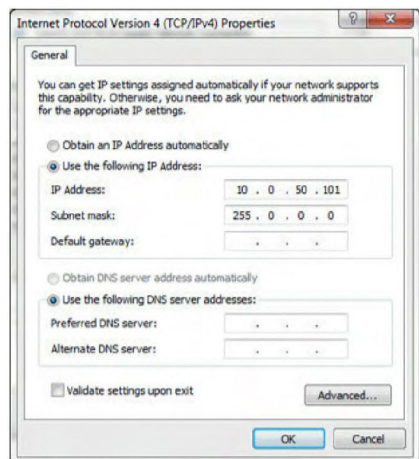 Internet Protocol Version 4 (TCP/IPv4) Properties
General
You can get IP settings assigned automatically if your network supports
this capability. Otherwise, you need to ask your network administrator
for the appropriate IP settings.
Obtain an IP Address automatically
Use the following IP Address:
IP Address: 10 . 0 . 50 . 101
Subnet mask: 255 . 0 . 0 . 0
Default gateway: . . .
Obtain DNS server address automatically
Use the following DNS server addresses:
Preferred DNS server: . . .
Alternate DNS server: . . .
Validate settings upon exit
Advanced...
OK Cancel